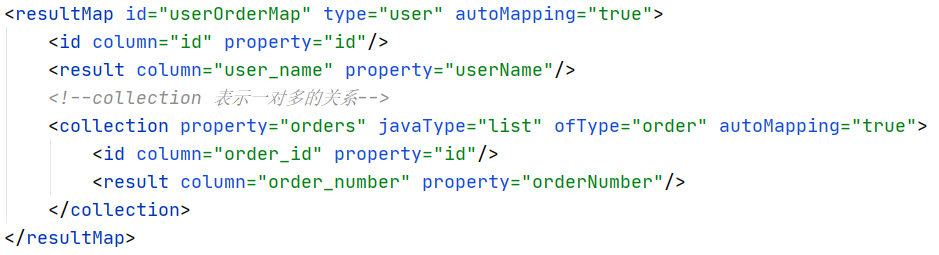 <resultMap id="userOrderMap" type="user" autoMapping="true">
    <id column="id" property="id"/>
    <result column="user_name" property="userName"/>
    <!--collection 表示一对多的关系-->
    <collection property="orders" javaType="list" ofType="order" autoMapping="true">
        <id column="order_id" property="id"/>
        <result column="order_number" property="orderNumber"/>
    </collection>
</resultMap>